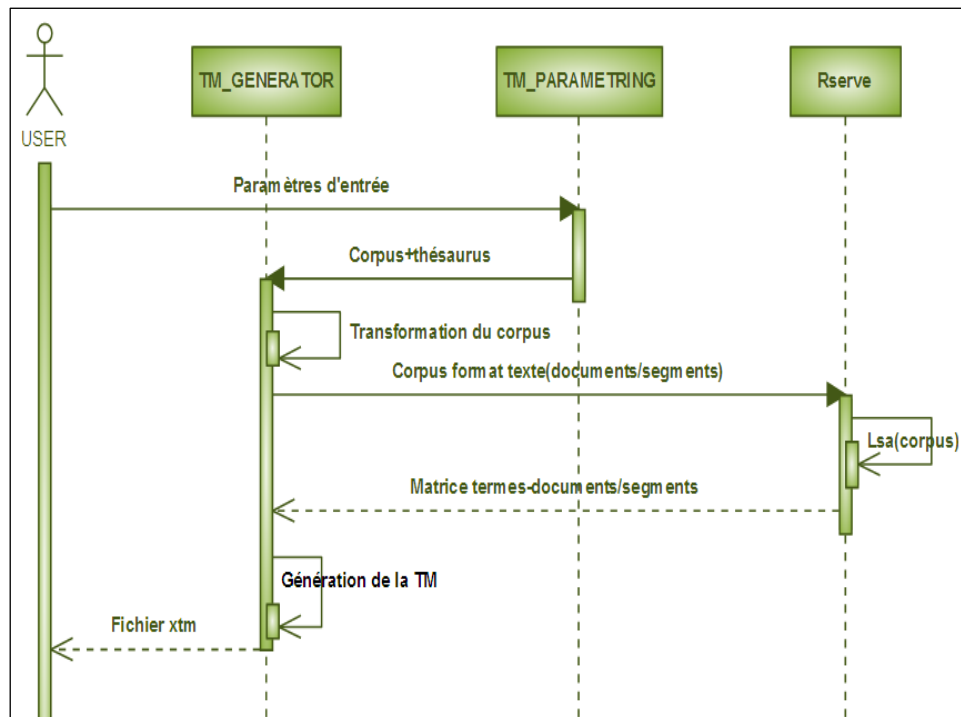 TM_GENERATOR
TM_PARAMETRING
Rserve
USER
Paramètres d'entrée
Corpus+thésaurus
Transformation du corpus
Corpus format texte(documents/segments)
Lsa(corpus)
Matrice termes-documents/segments
Génération de la TM
Fichier xtm